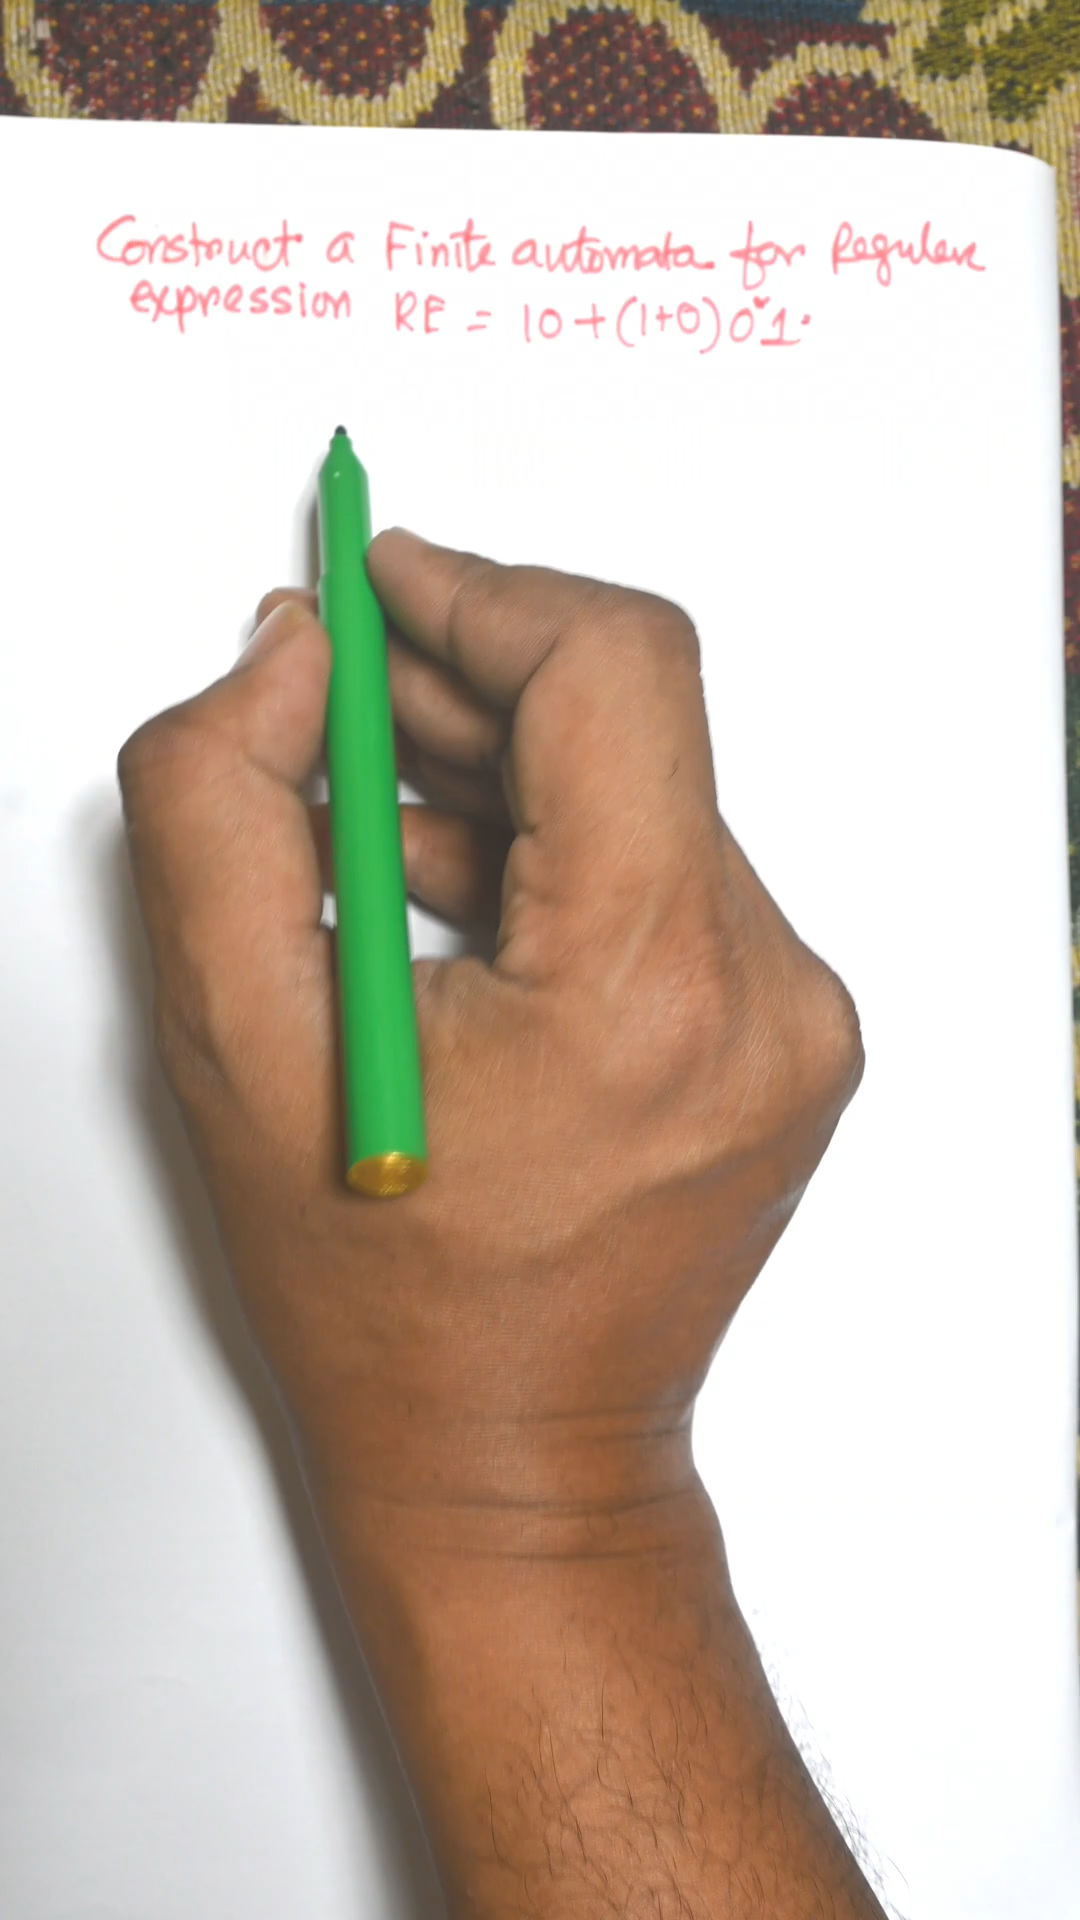 Construct a Finite automata for Regular
expression RE = 10+(1+0)0*1.